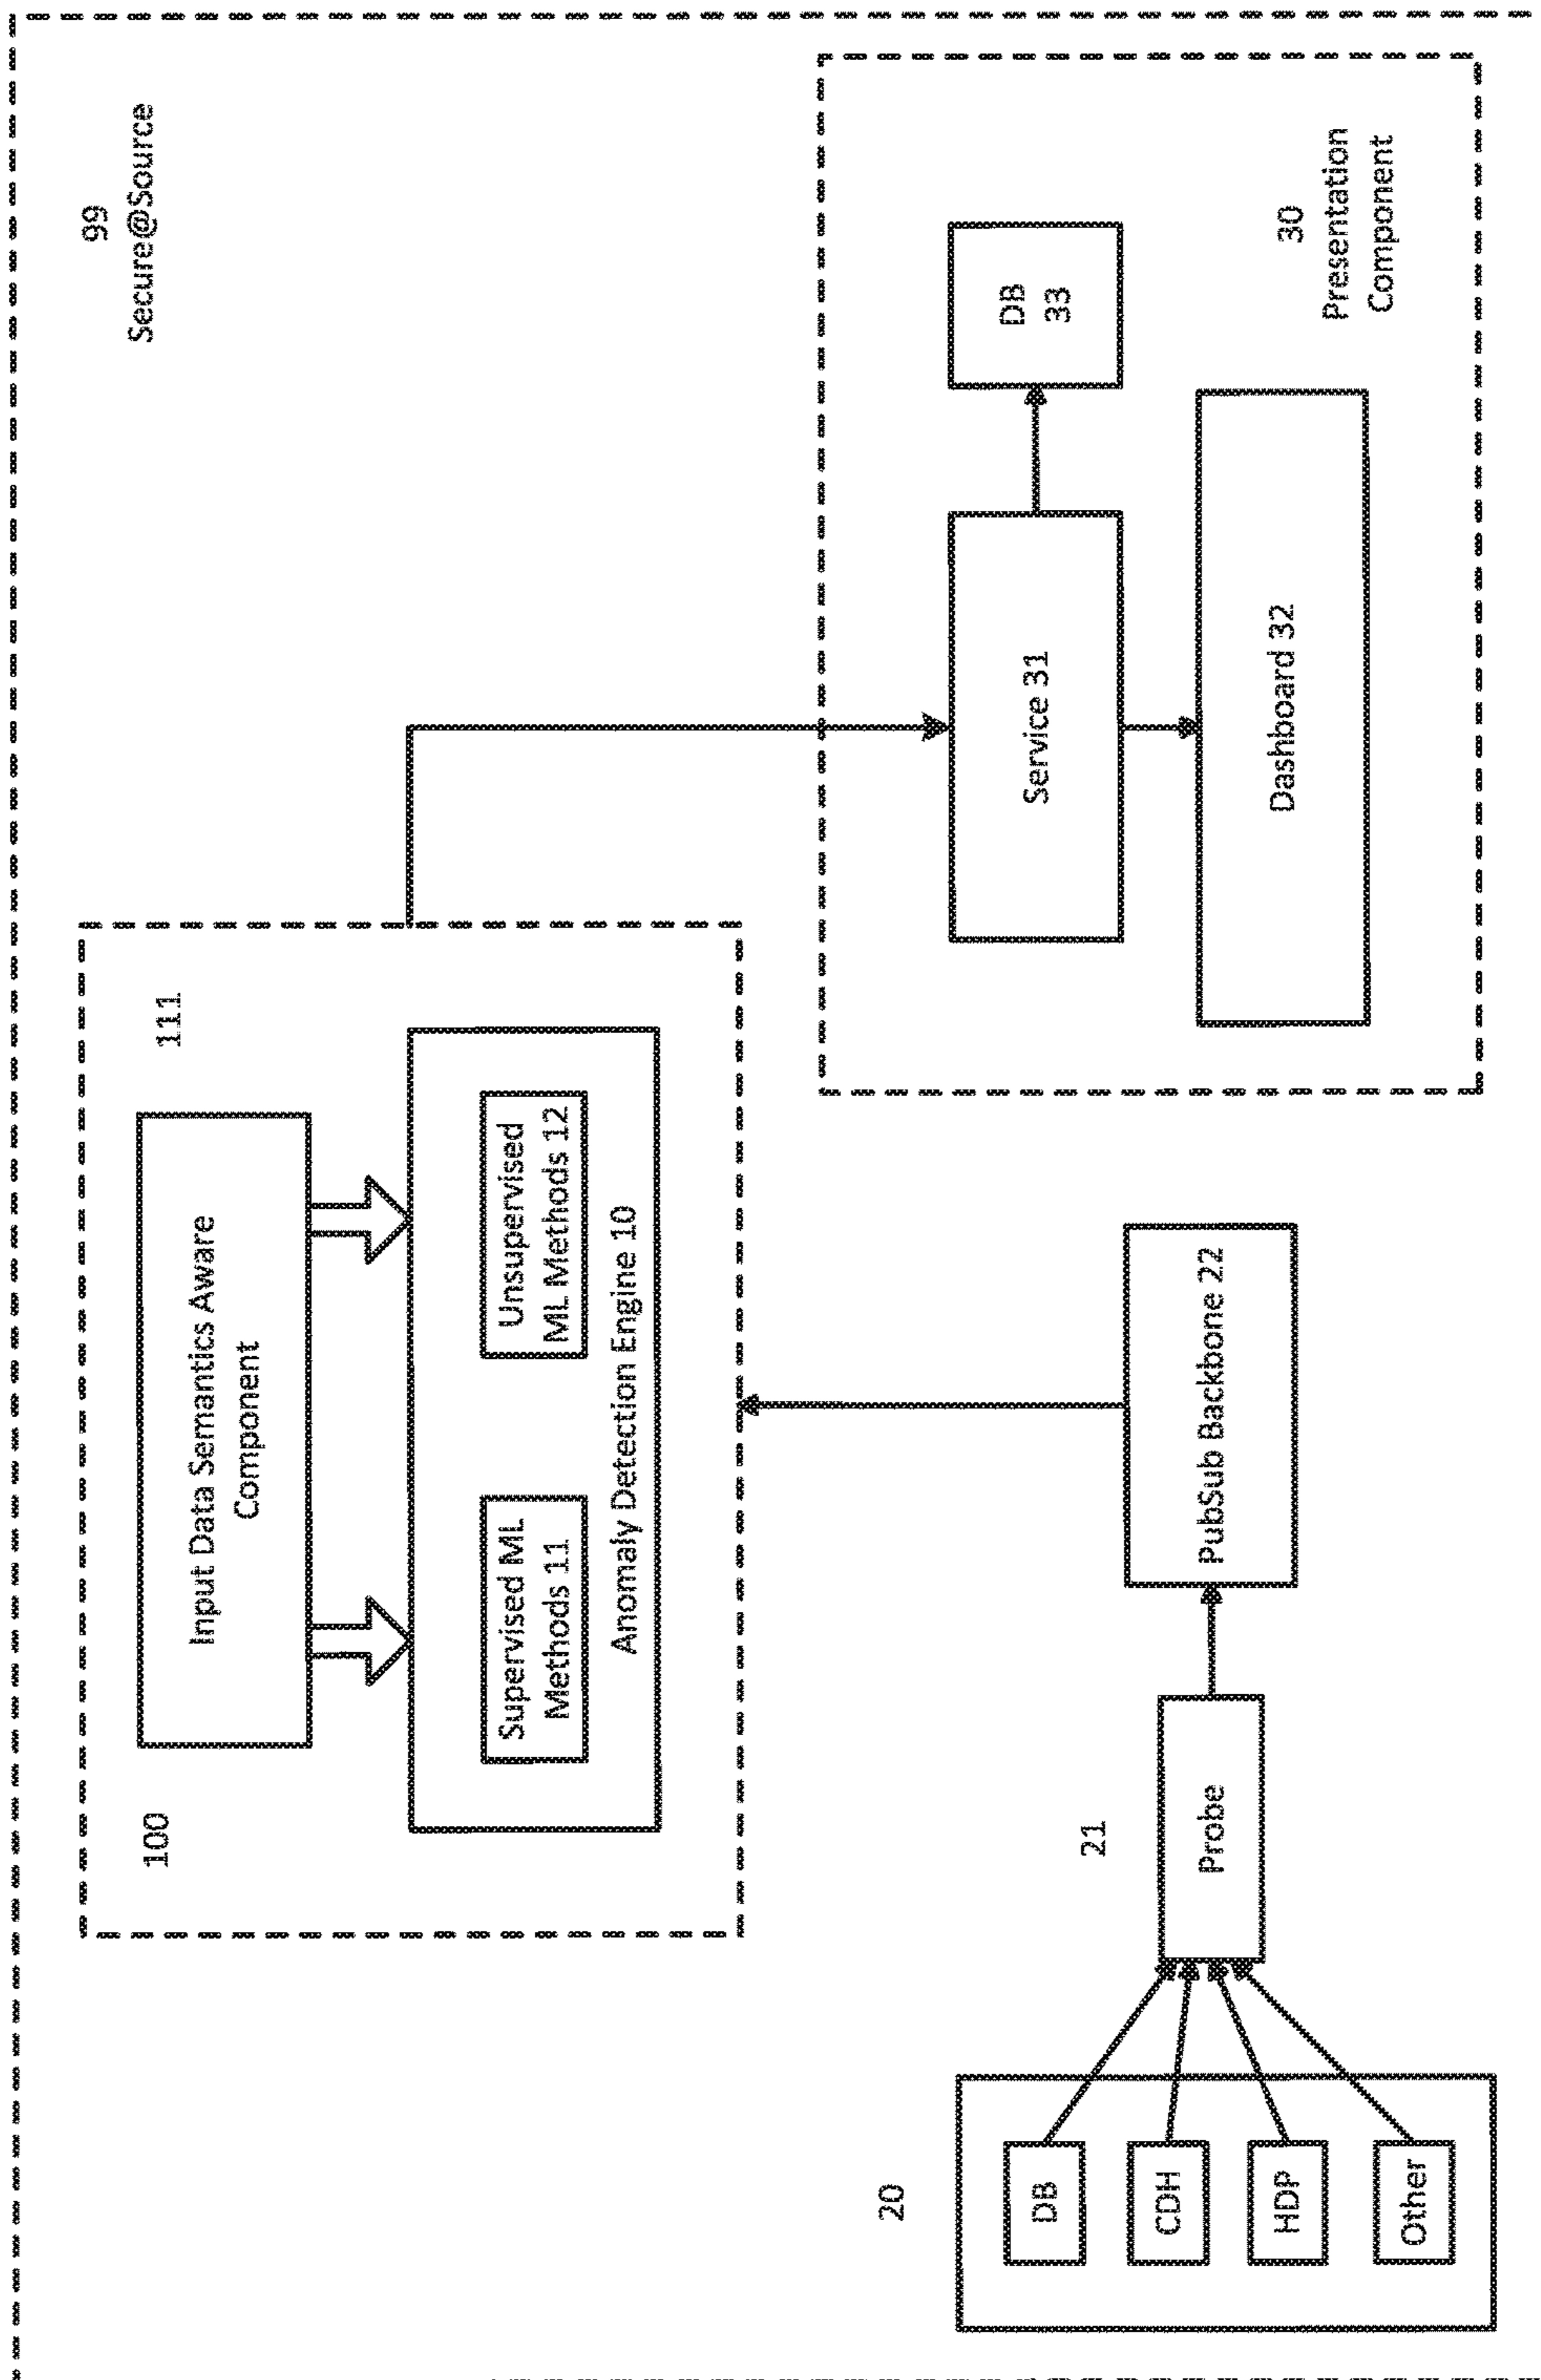 99
Secure@Source
100
111
Input Data Semantics Aware
Component
Supervised ML
Methods 11
Unsupervised
ML Methods 12
Anomaly Detection Engine 10
20
DB
CDH
HDP
Other
21
Probe
PubSub Backbone 22
Service 31
DB
33
Dashboard 32
30
Presentation
Component